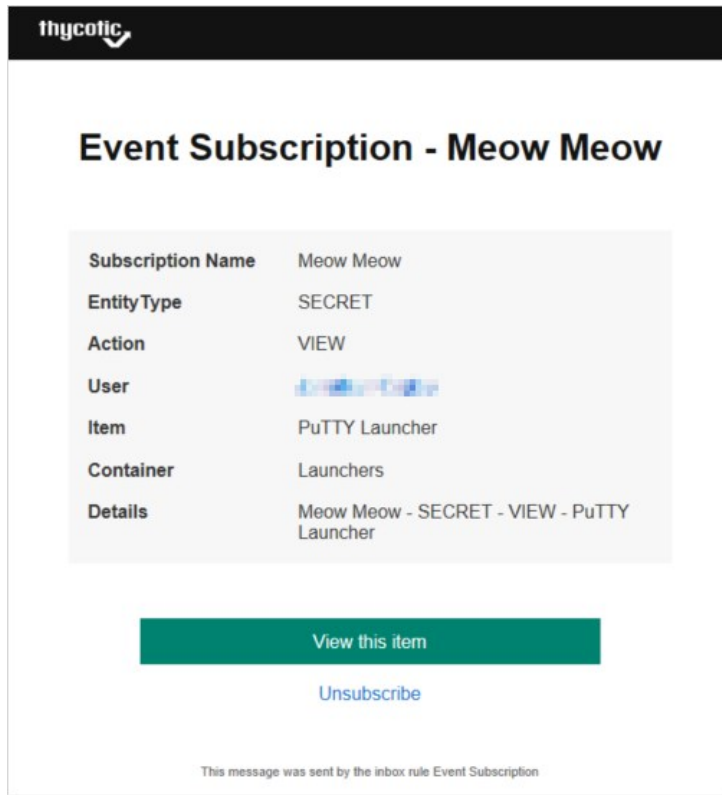 thycotic
Event Subscription - Meow Meow
Subscription Name Meow Meow
EntityType SECRET
Action VIEW
User
Item PuTTY Launcher
Container Launchers
Details Meow Meow - SECRET - VIEW - PuTTY
Launcher
View this item
Unsubscribe
This message was sent by the inbox rule Event Subscription